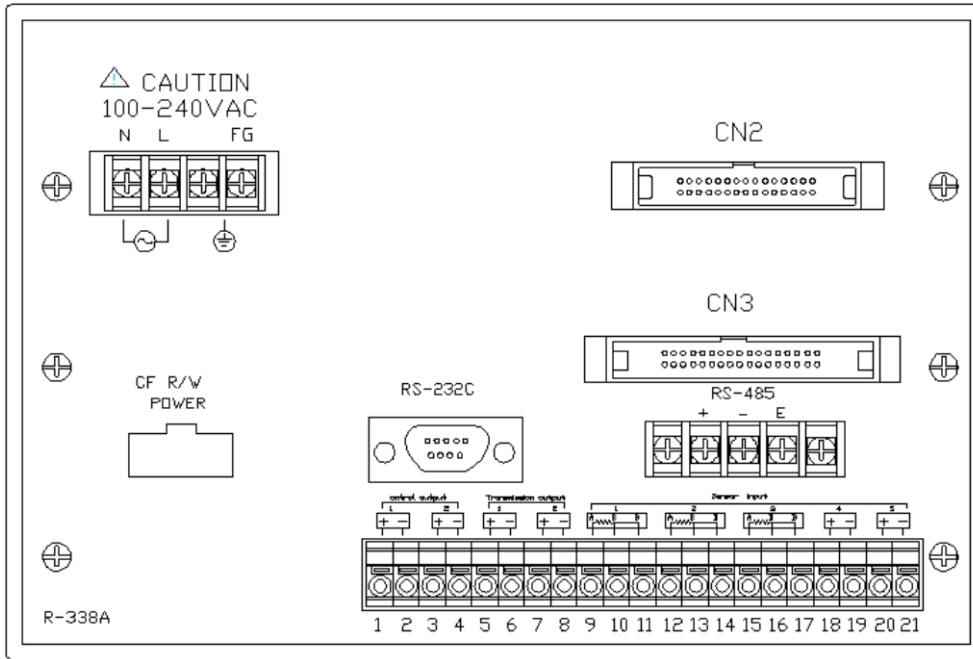 CAUTION
100-240VAC
N L FG
CN2
CN3
CF R/W
POWER
RS-232C
RS-485
+ - E
control output
Transmission output
Sensor input
1 2 1 2 1 2 3 4 5
+ - + - + - + - A B B A B B A B B + - + -
R-338A
1 2 3 4 5 6 7 8 9 10 11 12 13 14 15 16 17 18 19 20 21